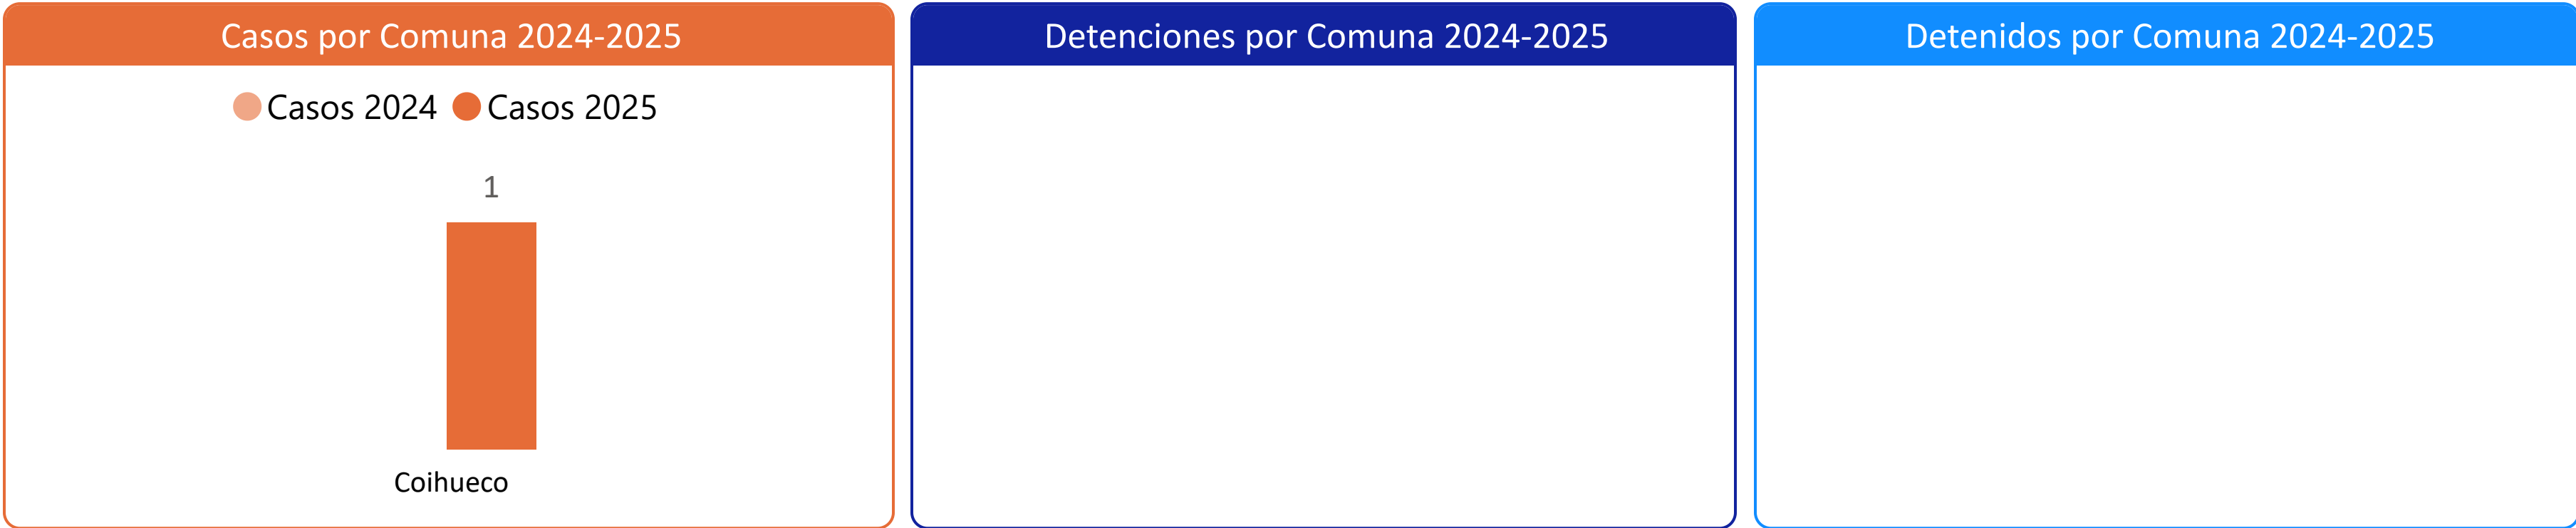 Casos por Comuna 2024-2025
Casos 2024 Casos 2025
1
Coihueco
Detenciones por Comuna 2024-2025
Detenidos por Comuna 2024-2025